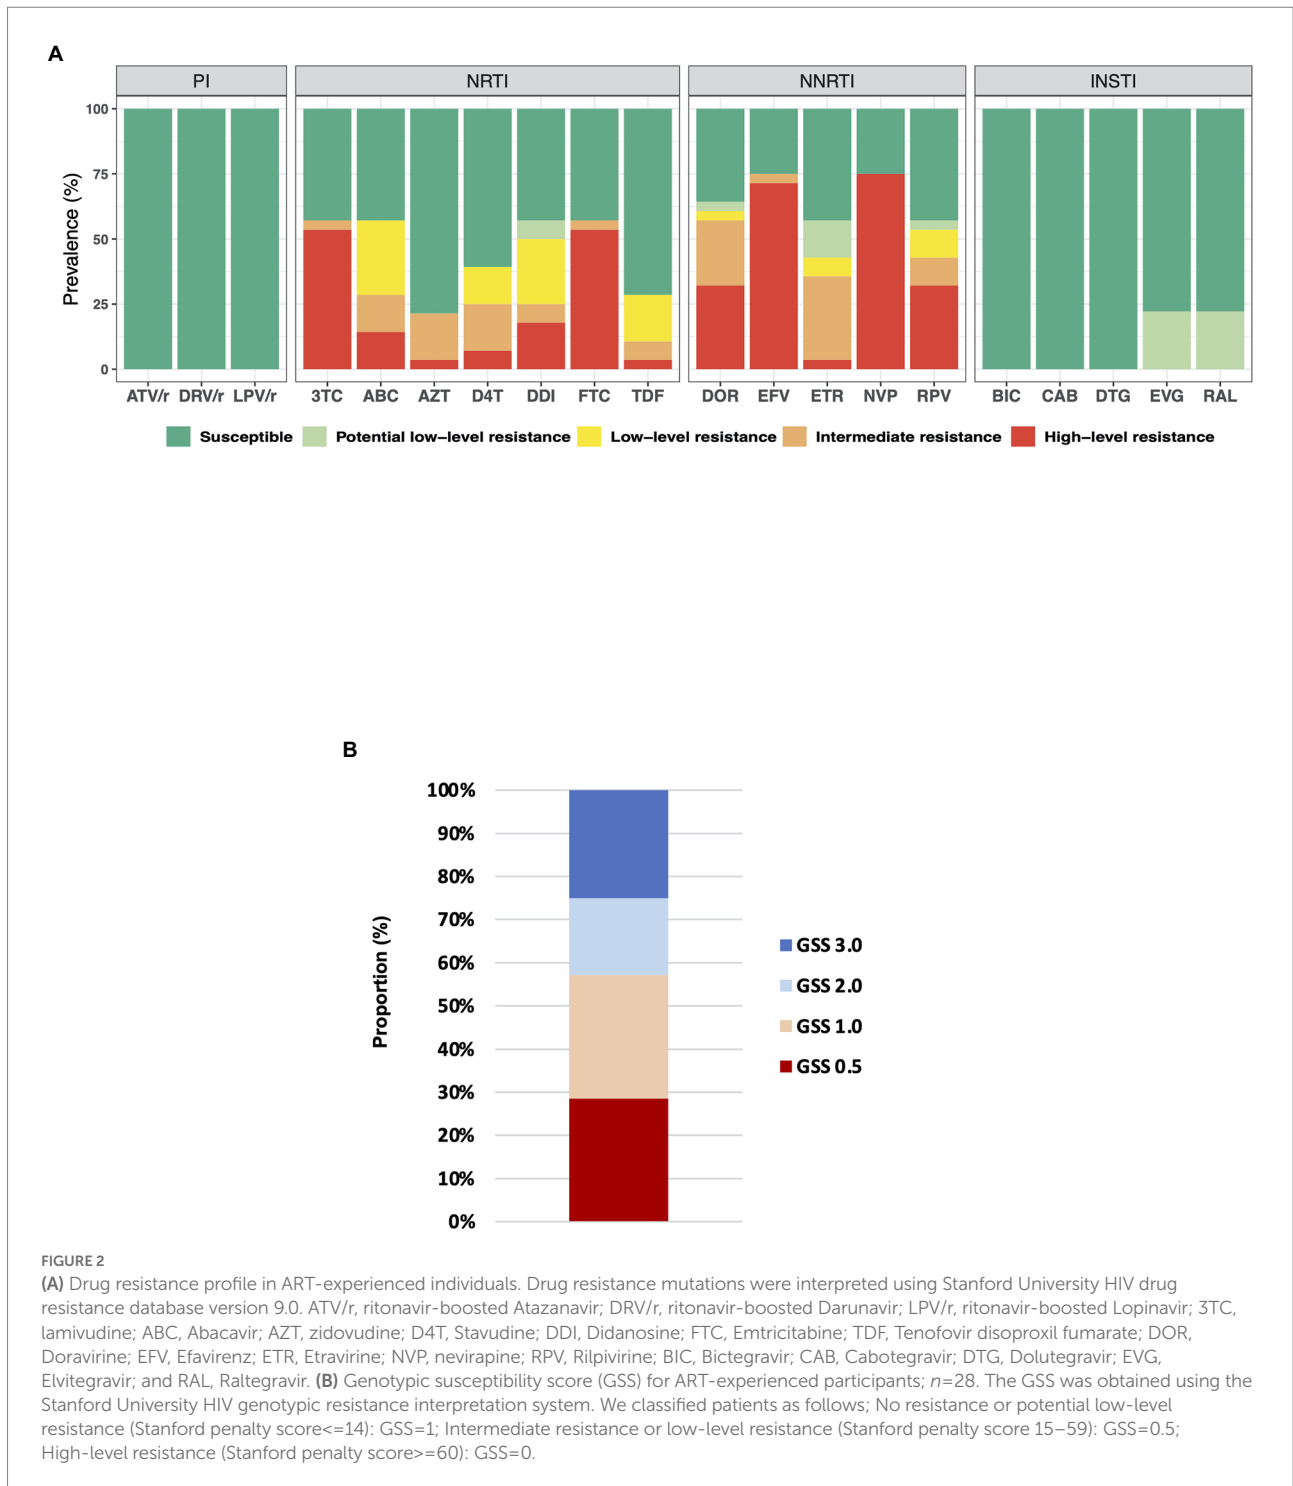 A
PI NRTI NNRTI INSTI
Prevalence (%)
100
75
50
25
0
ATV/r DRV/r LPV/r 3TC ABC AZT D4T DDI FTC TDF DOR EFV ETR NVP RPV BIC CAB DTG EVG RAL
Susceptible Potential low–level resistance Low–level resistance Intermediate resistance High–level resistance
B
Proportion (%)
100%
90%
80%
70%
60%
50%
40%
30%
20%
10%
0%
GSS 3.0
GSS 2.0
GSS 1.0
GSS 0.5
FIGURE 2
(A) Drug resistance profile in ART-experienced individuals. Drug resistance mutations were interpreted using Stanford University HIV drug
resistance database version 9.0. ATV/r, ritonavir-boosted Atazanavir; DRV/r, ritonavir-boosted Darunavir; LPV/r, ritonavir-boosted Lopinavir; 3TC,
lamivudine; ABC, Abacavir; AZT, zidovudine; D4T, Stavudine; DDI, Didanosine; FTC, Emtricitabine; TDF, Tenofovir disoproxil fumarate; DOR,
Doravirine; EFV, Efavirenz; ETR, Etravirine; NVP, nevirapine; RPV, Rilpivirine; BIC, Bictegravir; CAB, Cabotegravir; DTG, Dolutegravir; EVG,
Elvitegravir; and RAL, Raltegravir. (B) Genotypic susceptibility score (GSS) for ART-experienced participants; n=28. The GSS was obtained using the
Stanford University HIV genotypic resistance interpretation system. We classified patients as follows; No resistance or potential low-level
resistance (Stanford penalty score<=14): GSS=1; Intermediate resistance or low-level resistance (Stanford penalty score 15–59): GSS=0.5;
High-level resistance (Stanford penalty score>=60): GSS=0.